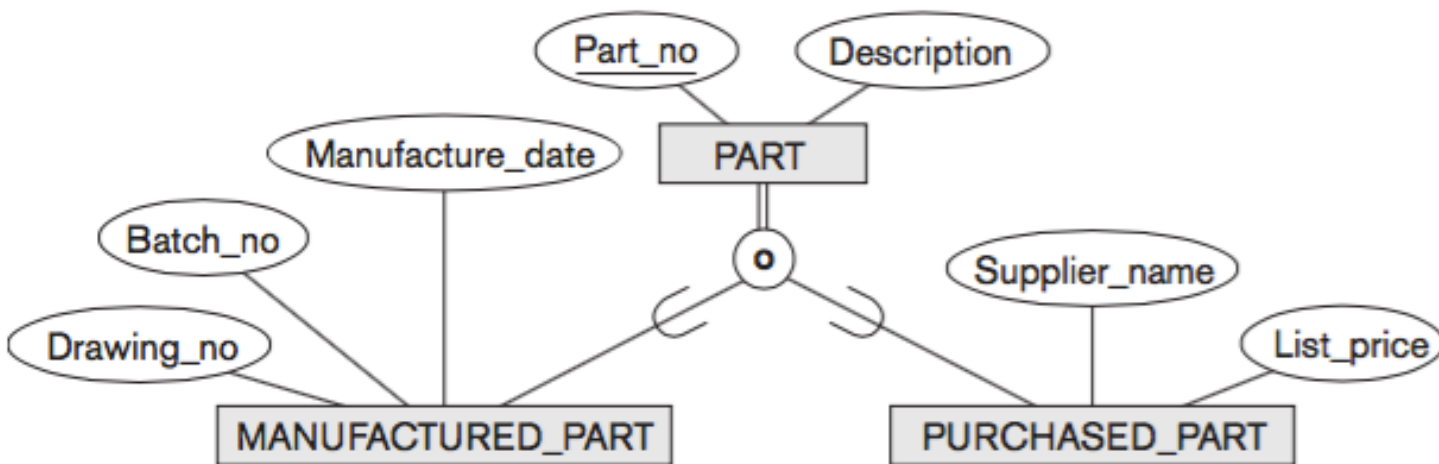 Part_no
Description
Manufacture_date
PART
Batch_no
o
Supplier_name
Drawing_no
List_price
MANUFACTURED_PART
PURCHASED_PART